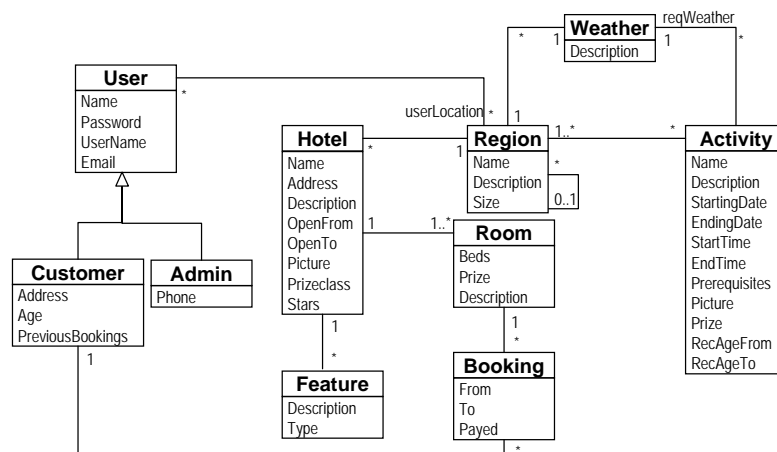 Weather
reqWeather
* 1
Description
1 *
User
Name
Password
UserName
Email
*
userLocation *
1
Hotel
Name
Address
Description
OpenFrom
OpenTo
Picture
Prizeclass
Stars
*
1
Region
Name
Description
Size
1..* *
*
0..1
Activity
Name
Description
StartingDate
EndingDate
StartTime
EndTime
Prerequisites
Picture
Prize
RecAgeFrom
RecAgeTo
1 1..*
Room
Beds
Prize
Description
Customer
Address
Age
PreviousBookings
1
Admin
Phone
1
*
Feature
Description
Type
1
*
Booking
From
To
Payed
*